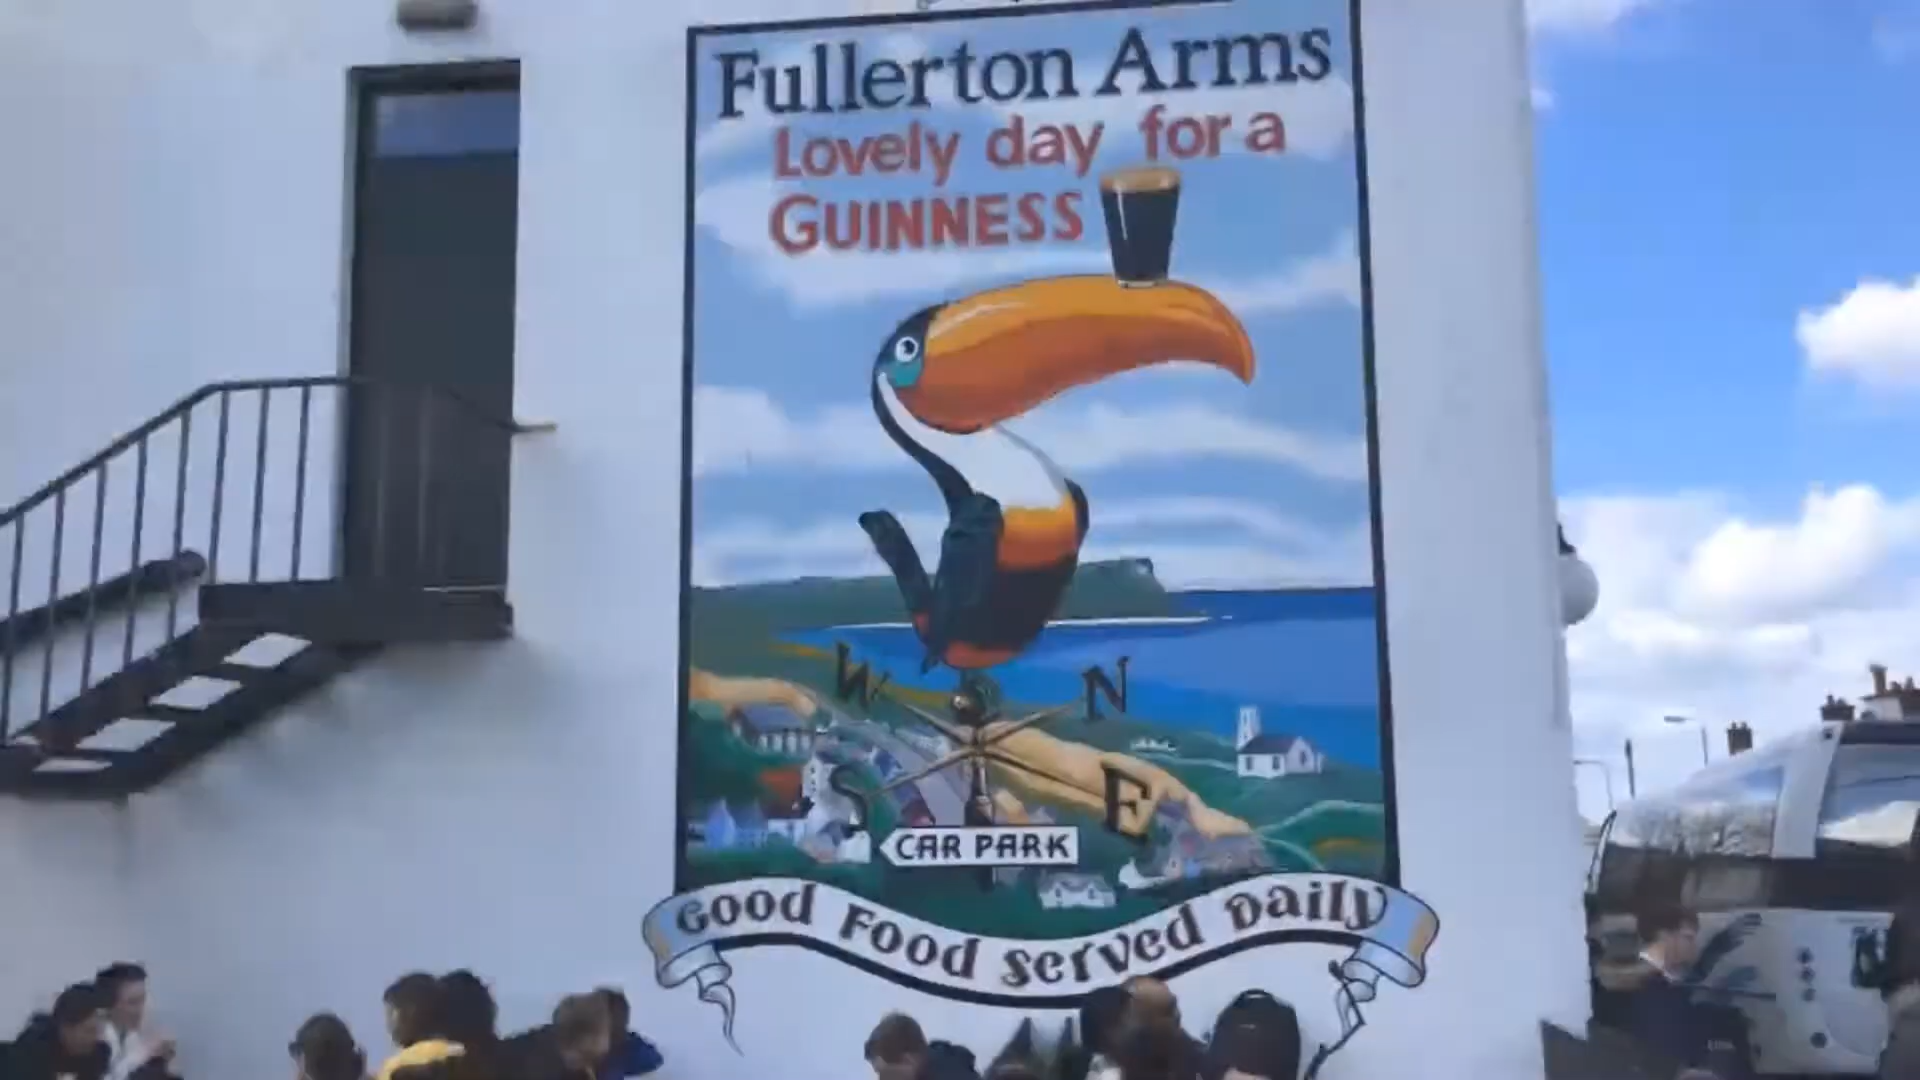 Fullerton Arms
Lovely day for a
GUINNESS
W N
S E
CAR PARK
Good Food Served Daily